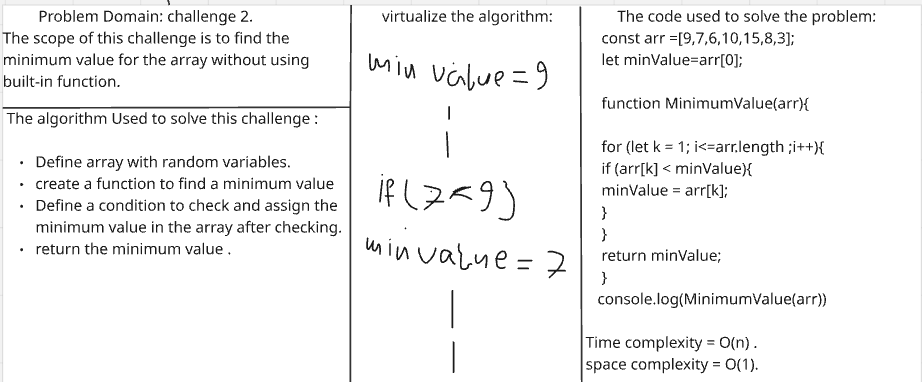 Problem Domain: challenge 2.
The scope of this challenge is to find the
minimum value for the array without using
built-in function.
The algorithm Used to solve this challenge :
• Define array with random variables.
• create a function to find a minimum value
• Define a condition to check and assign the
minimum value in the array after checking.
• return the minimum value .
virtualize the algorithm:
min value = 9
if (7 < 9)
min value = 7
The code used to solve the problem:
const arr =[9,7,6,10,15,8,3];
let minValue=arr[0];
function MinimumValue(arr){
for (let k = 1; i<=arr.length ;i++){
if (arr[k] < minValue){
minValue = arr[k];
}
}
return minValue;
}
console.log(MinimumValue(arr))
Time complexity = O(n) .
space complexity = O(1).